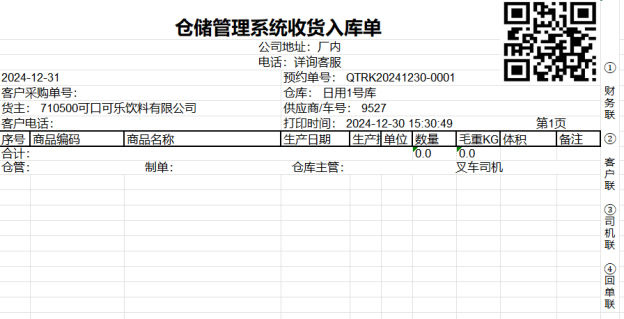 仓储管理系统收货入库单
公司地址：厂内
电话：详询客服
2024-12-31 预约单号： QTRK20241230-0001
客户采购单号： 仓库： 日用1号库
货主： 710500可口可乐饮料有限公司 供应商/车号： 9527
客户电话： 打印时间： 2024-12-30 15:30:49 第1页
序号 商品编码 商品名称 生产日期 生产 单位 数量 毛重KG 体积 备注
合计： 0.0 0.0
仓管： 制单： 仓库主管： 叉车司机
① 财务联
② 客户联
③ 司机联
④ 回单联